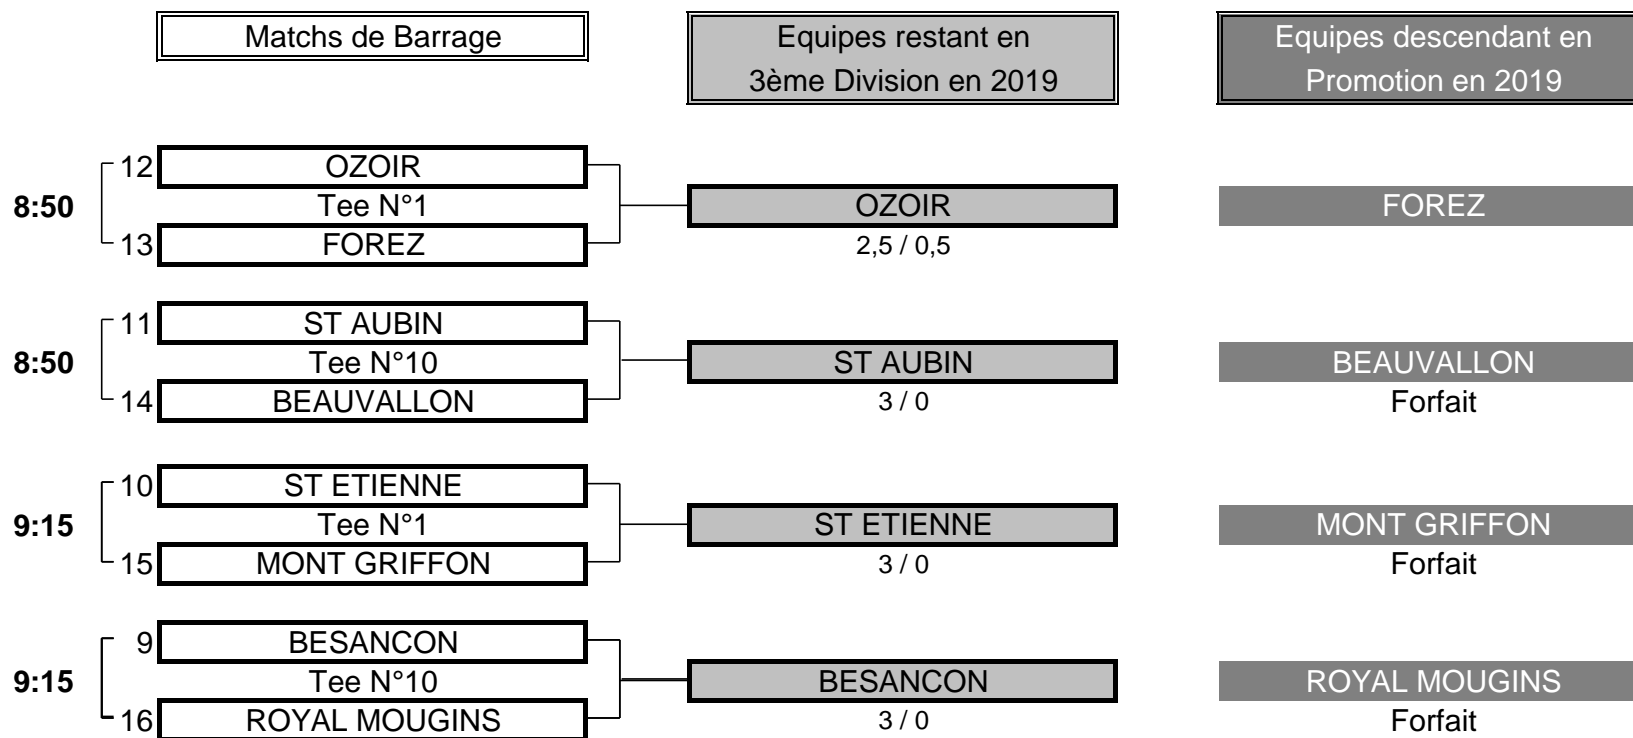 Matchs de Barrage
Equipes restant en
3ème Division en 2019
Equipes descendant en
Promotion en 2019
12 OZOIR
8:50 Tee N°1 OZOIR FOREZ
13 FOREZ 2,5 / 0,5
11 ST AUBIN
8:50 Tee N°10 ST AUBIN BEAUVALLON
14 BEAUVALLON 3 / 0 Forfait
10 ST ETIENNE
9:15 Tee N°1 ST ETIENNE MONT GRIFFON
15 MONT GRIFFON 3 / 0 Forfait
9 BESANCON
9:15 Tee N°10 BESANCON ROYAL MOUGINS
16 ROYAL MOUGINS 3 / 0 Forfait